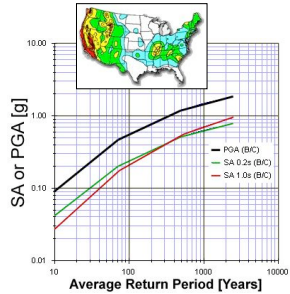 10.00
1.00
0.10
0.01
SA or PGA [g]
PGA (B/C)
SA 0.2s (B/C)
SA 1.0s (B/C)
10
100
1000
10000
Average Return Period [Years]